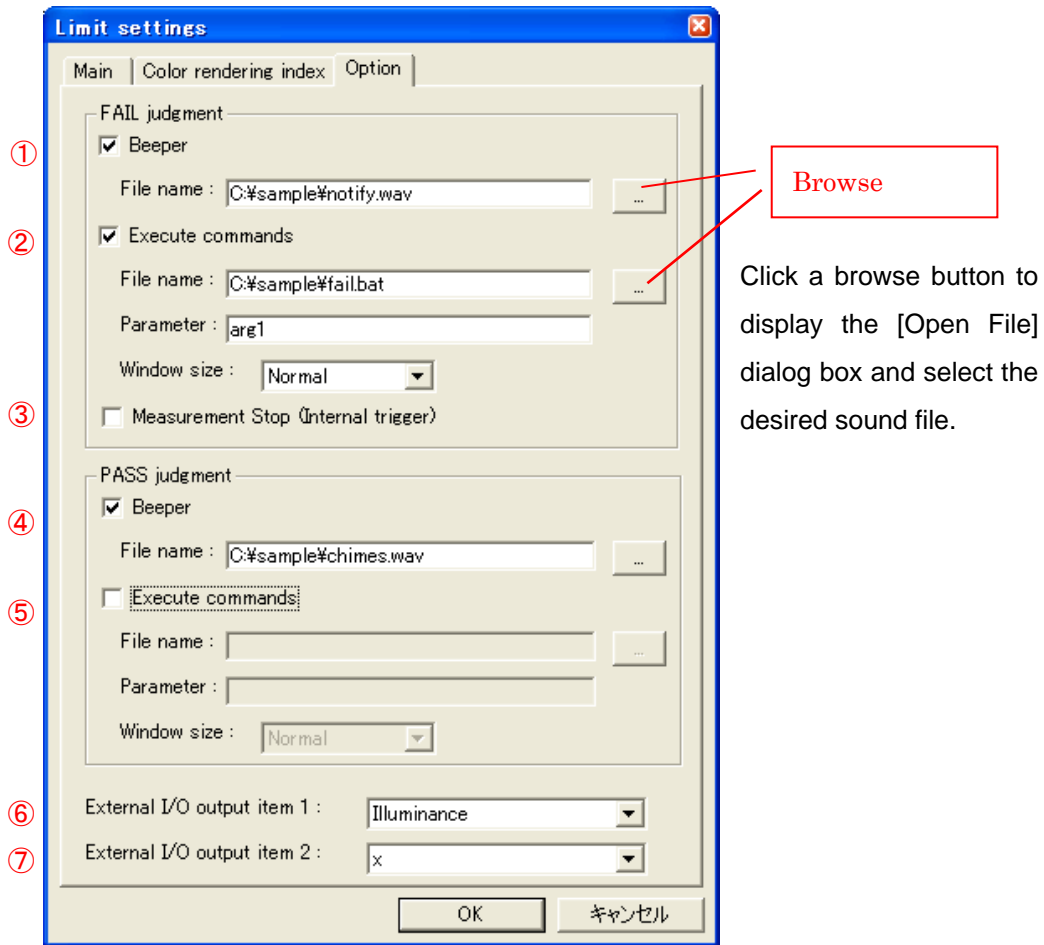 Limit settings
Main Color rendering index Option
FAIL judgment
① Beeper
File name : C:¥sample¥notify.wav ...
Browse
② Execute commands
File name : C:¥sample¥fail.bat ...
Parameter : arg1
Window size : Normal
③ Measurement Stop (Internal trigger)
Click a browse button to
display the [Open File]
dialog box and select the
desired sound file.
PASS judgment
④ Beeper
File name : C:¥sample¥chimes.wav ...
⑤ Execute commands
File name : ...
Parameter :
Window size : Normal
⑥ External I/O output item 1 : Illuminance
⑦ External I/O output item 2 : x
OK キャンセル